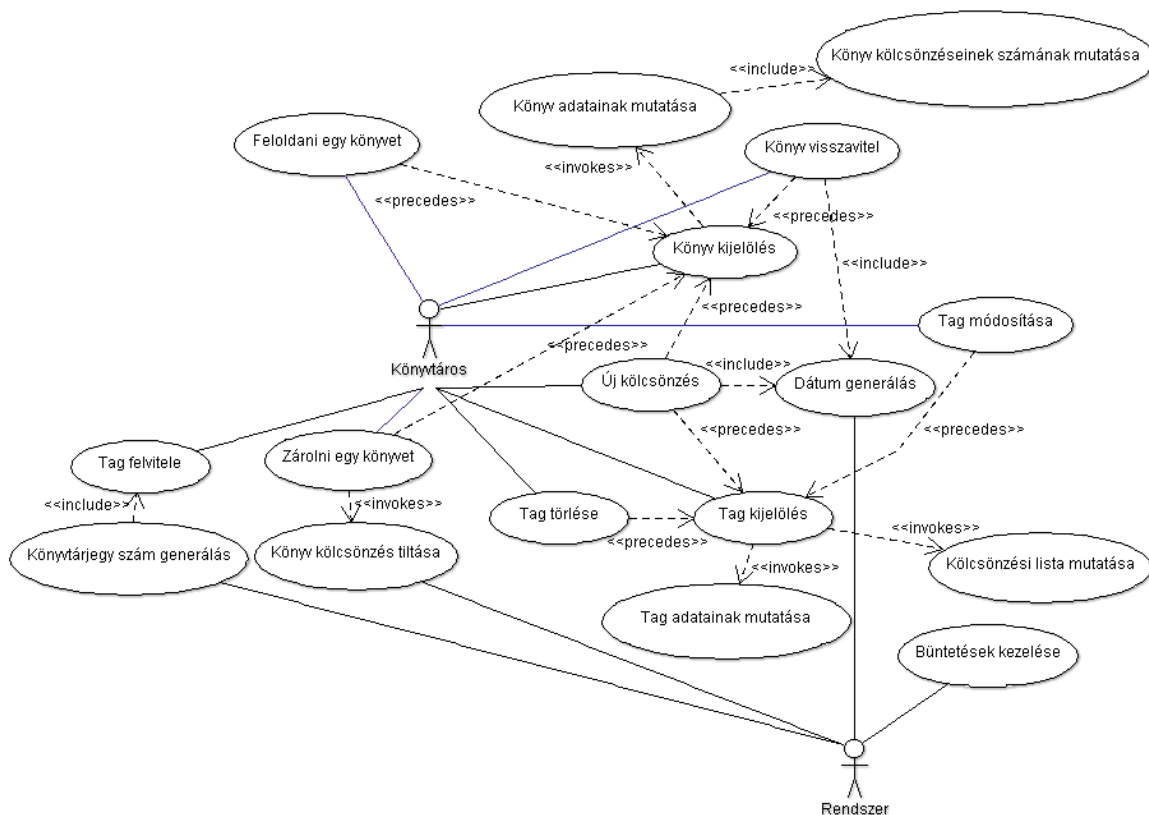 Könyv kölcsönzéseinek számának mutatása
<<include>>
Könyv adatainak mutatása
Feloldani egy könyvet
Könyv visszavitel
<<invokes>>
<<precedes>>
<<precedes>>
Könyv kijelölés
<<include>>
<<precedes>>
Tag módosítása
<<precedes>>
Könyvtáros
<<include>>
Új kölcsönzés
Dátum generálás
<<precedes>>
<<precedes>>
Tag felvitele
Zárolni egy könyvet
<<include>>
<<invokes>>
Tag törlése
Tag kijelölés
<<invokes>>
Könyvtárjegy szám generálás
Könyv kölcsönzés tiltása
<<precedes>>
Kölcsönzési lista mutatása
<<invokes>>
Tag adatainak mutatása
Büntetések kezelése
Rendszer